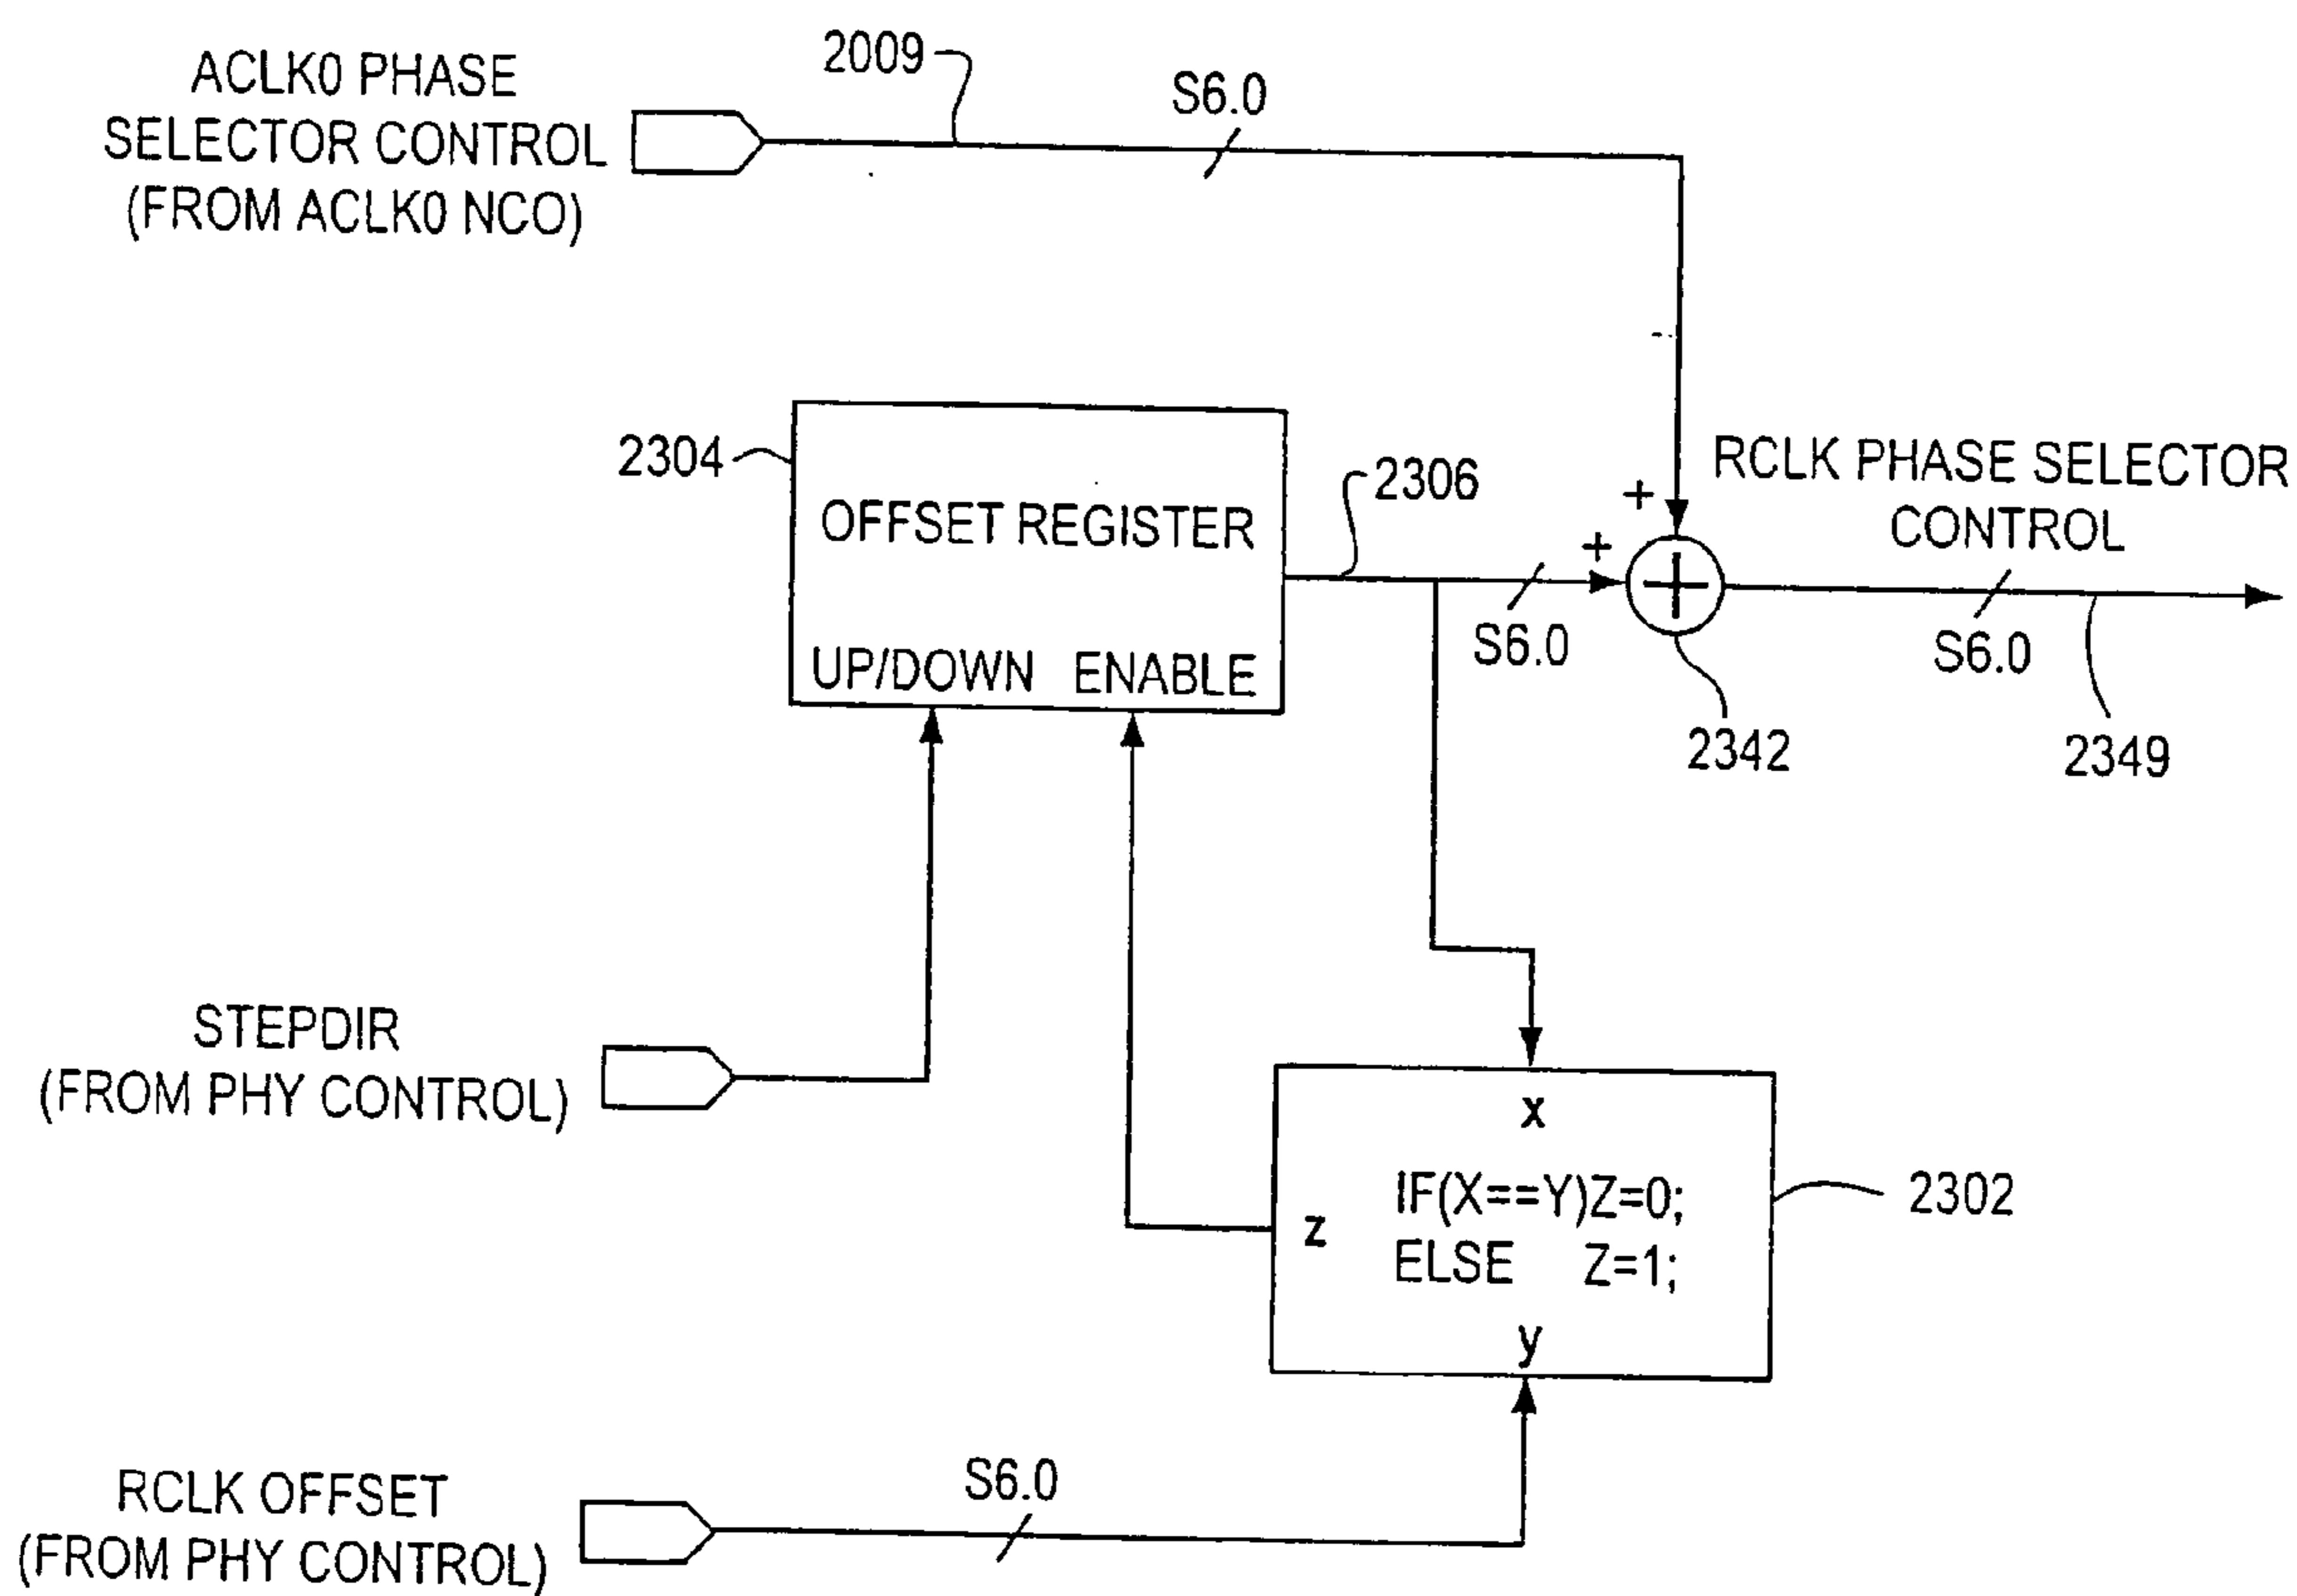 ACLK0 PHASE
SELECTOR CONTROL
(FROM ACLK0 NCO)
2009
S6.0
2304
OFFSET REGISTER
UP/DOWN ENABLE
2306
+
+
S6.0
RCLK PHASE SELECTOR
CONTROL
S6.0
2342
2349
STEPDIR
(FROM PHY CONTROL)
x
IF(X==Y)Z=0;
z
ELSE Z=1;
y
2302
RCLK OFFSET
(FROM PHY CONTROL)
S6.0